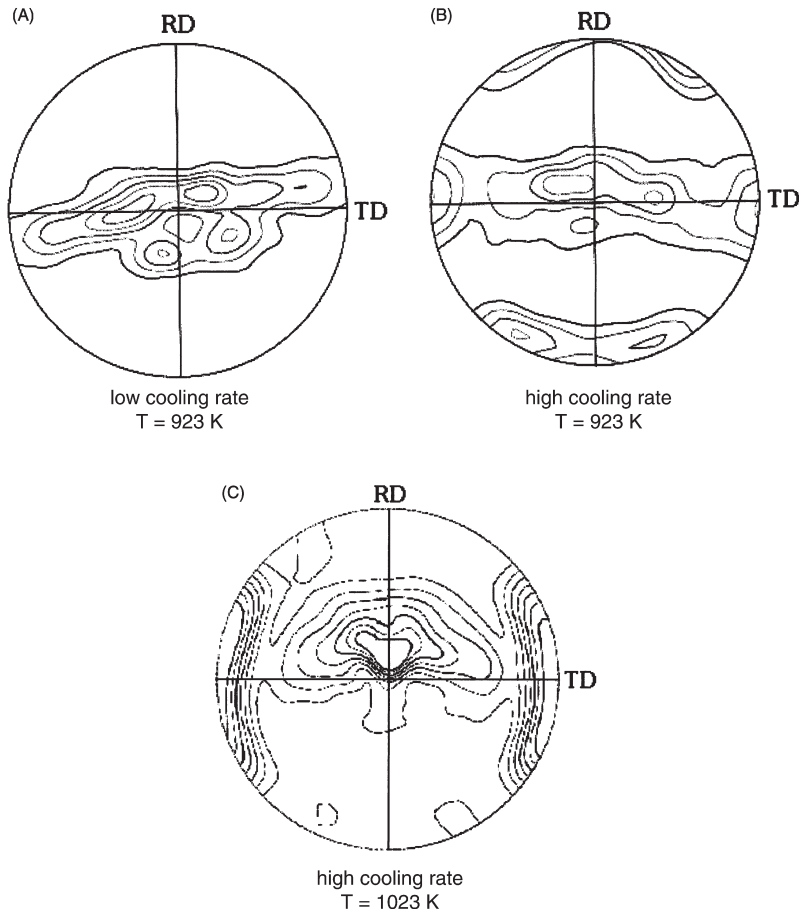 (A)
RD
TD
low cooling rate
T = 923 K
(B)
RD
TD
high cooling rate
T = 923 K
(C)
RD
TD
high cooling rate
T = 1023 K